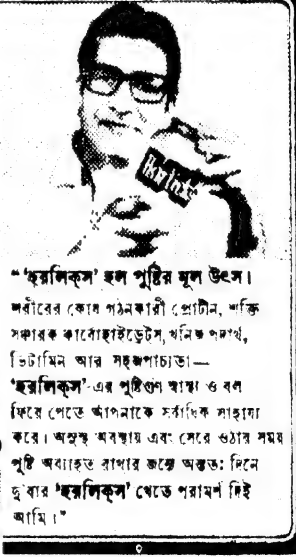 “ ‘হরলিক্‌স’ হল পুষ্টির মূল উৎস।
শরীরের কোষ গঠনকারী প্রোটীন, শক্তি
সঞ্চারক কার্বোহাইড্রেটস, খনিজ পদার্থ,
ভিটামিন আর সহজপাচ্যতা—
‘হরলিক্‌স’-এর পুষ্টিগুণ স্বাস্থ্য ও বল
ফিরে পেতে আপনাকে সর্বাধিক সাহায্য
করে। অসুস্থ অবস্থায় এবং সেরে ওঠার সময়
পুষ্টি অব্যাহত রাখার জন্যে অন্তত: দিনে
দু’বার ‘হরলিক্‌স’ খেতে পরামর্শ দিই
আমি।”